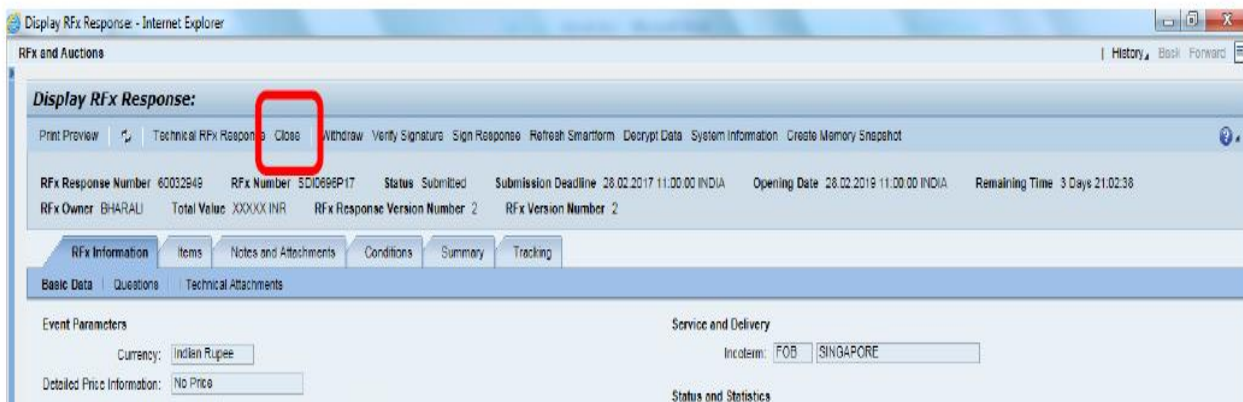 Display RFx Response: - Internet Explorer
RFx and Auctions
History Back Forward
Display RFx Response:
Print Preview Technical RFx Response Close Withdraw Verify Signature Sign Response Refresh Smartform Decrypt Data System Information Create Memory Snapshot
RFx Response Number 60032949 RFx Number SDI0696P17 Status Submitted Submission Deadline 28.02.2017 11:00:00 INDIA Opening Date 28.02.2019 11:00:00 INDIA Remaining Time 3 Days 21:02:38
RFx Owner BHARALI Total Value XXXXX INR RFx Response Version Number 2 RFx Version Number 2
RFx Information Items Notes and Attachments Conditions Summary Tracking
Basic Data Questions Technical Attachments
Event Parameters Service and Delivery
Currency: Indian Rupee Incoterm: FOB SINGAPORE
Detailed Price Information: No Price
Status and Statistics